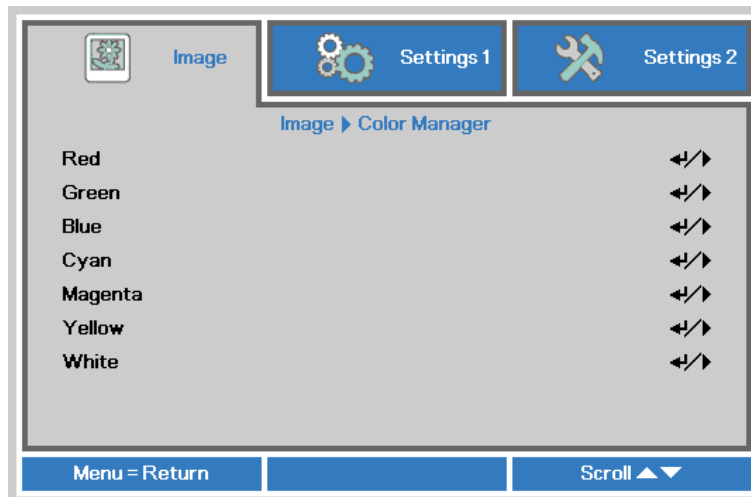 Image
Settings 1
Settings 2
Image ▶ Color Manager
Red ↵/▶
Green ↵/▶
Blue ↵/▶
Cyan ↵/▶
Magenta ↵/▶
Yellow ↵/▶
White ↵/▶
Menu = Return
Scroll ▲▼